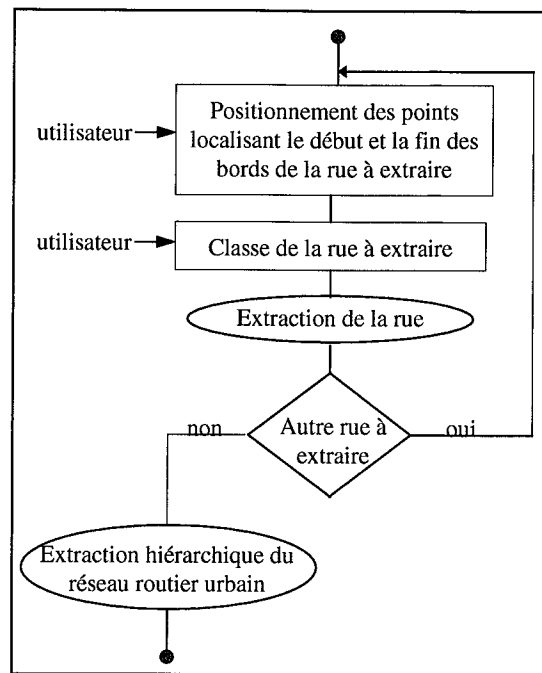 Positionnement des points
utilisateur
localisant le début et la fin des
bords de la rue à extraire
utilisateur
Classe de la rue à extraire
Extraction de la rue
non
Autre rue à
oui
extraire
Extraction hiérarchique du
réseau routier urbain